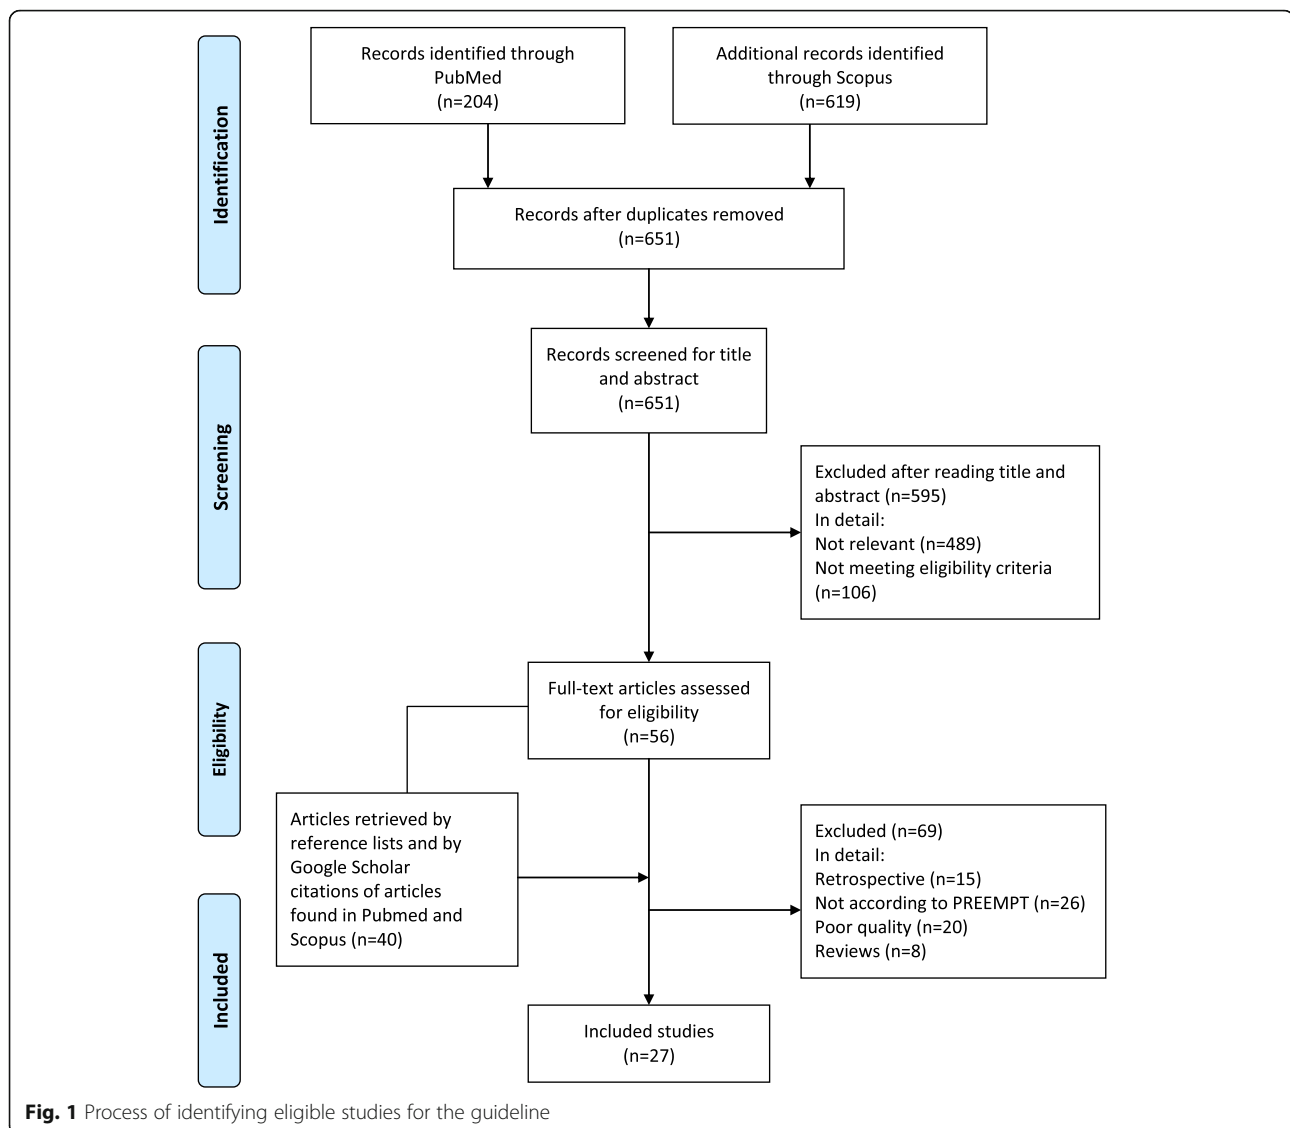 Identification
Records identified through
PubMed
(n=204)
Additional records identified
through Scopus
(n=619)
Records after duplicates removed
(n=651)
Screening
Records screened for title
and abstract
(n=651)
Excluded after reading title and
abstract (n=595)
In detail:
Not relevant (n=489)
Not meeting eligibility criteria
(n=106)
Eligibility
Full-text articles assessed
for eligibility
(n=56)
Articles retrieved by
reference lists and by
Google Scholar
citations of articles
found in Pubmed and
Scopus (n=40)
Excluded (n=69)
In detail:
Retrospective (n=15)
Not according to PREEMPT (n=26)
Poor quality (n=20)
Reviews (n=8)
Included
Included studies
(n=27)
Fig. 1 Process of identifying eligible studies for the guideline